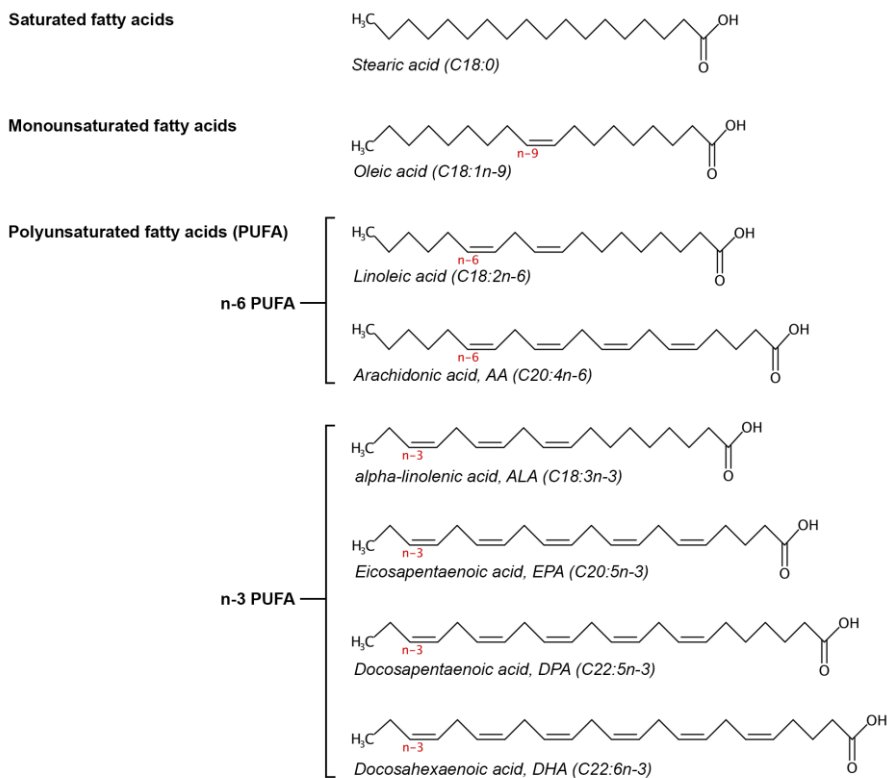 Saturated fatty acids
H₃C
OH
O
Stearic acid (C18:0)
Monounsaturated fatty acids
H₃C
OH
O
n-9
Oleic acid (C18:1n-9)
Polyunsaturated fatty acids (PUFA)
H₃C
OH
O
n-6
Linoleic acid (C18:2n-6)
n-6 PUFA
H₃C
OH
O
n-6
Arachidonic acid, AA (C20:4n-6)
H₃C
OH
O
n-3
alpha-linolenic acid, ALA (C18:3n-3)
H₃C
OH
O
n-3
Eicosapentaenoic acid, EPA (C20:5n-3)
n-3 PUFA
H₃C
OH
O
n-3
Docosapentaenoic acid, DPA (C22:5n-3)
H₃C
OH
O
n-3
Docosahexaenoic acid, DHA (C22:6n-3)